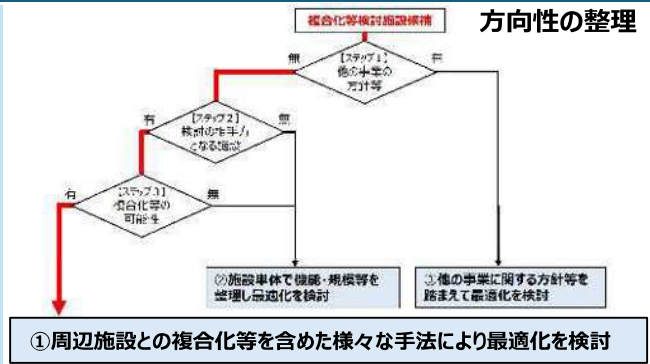 方向性の整理
複合化等検討施設候補
【ステップ1】
他の事業の
方針等
無
有
【ステップ2】
検討の相手方
となる施設
有
無
【ステップ3】
複合化等の
可能性
有
無
②施設単体で機能・規模等を
整理し最適化を検討
③他の事業に関する方針等を
踏まえて最適化を検討
①周辺施設との複合化等を含めた様々な手法により最適化を検討